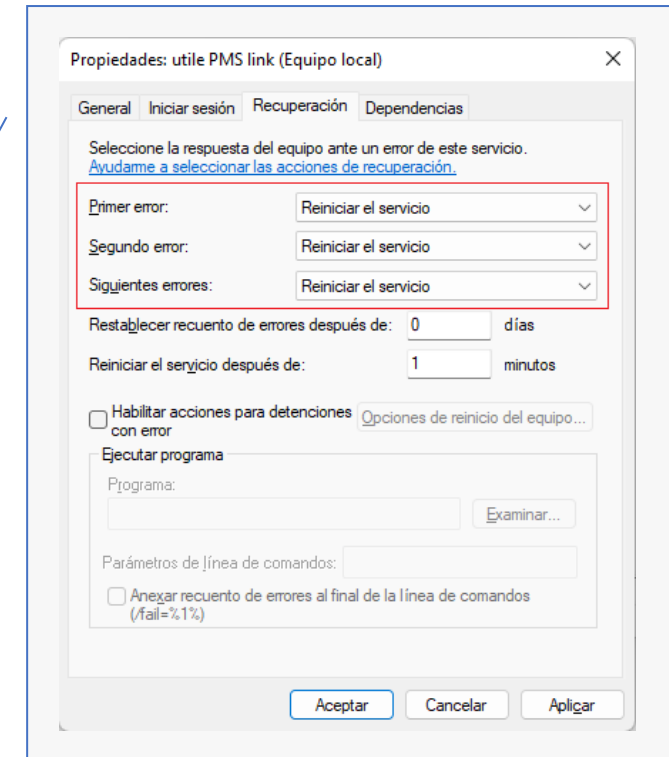 Propiedades: utile PMS link (Equipo local)
General Iniciar sesión Recuperación Dependencias
Seleccione la respuesta del equipo ante un error de este servicio.
Ayudarme a seleccionar las acciones de recuperación.
Primer error: Reiniciar el servicio
Segundo error: Reiniciar el servicio
Siguientes errores: Reiniciar el servicio
Restablecer recuento de errores después de: 0 días
Reiniciar el servicio después de: 1 minutos
Habilitar acciones para detenciones
con error
Opciones de reinicio del equipo...
Ejecutar programa
Programa:
Examinar...
Parámetros de línea de comandos:
Anexar recuento de errores al final de la línea de comandos
(/fail=%1%)
Aceptar Cancelar Aplicar